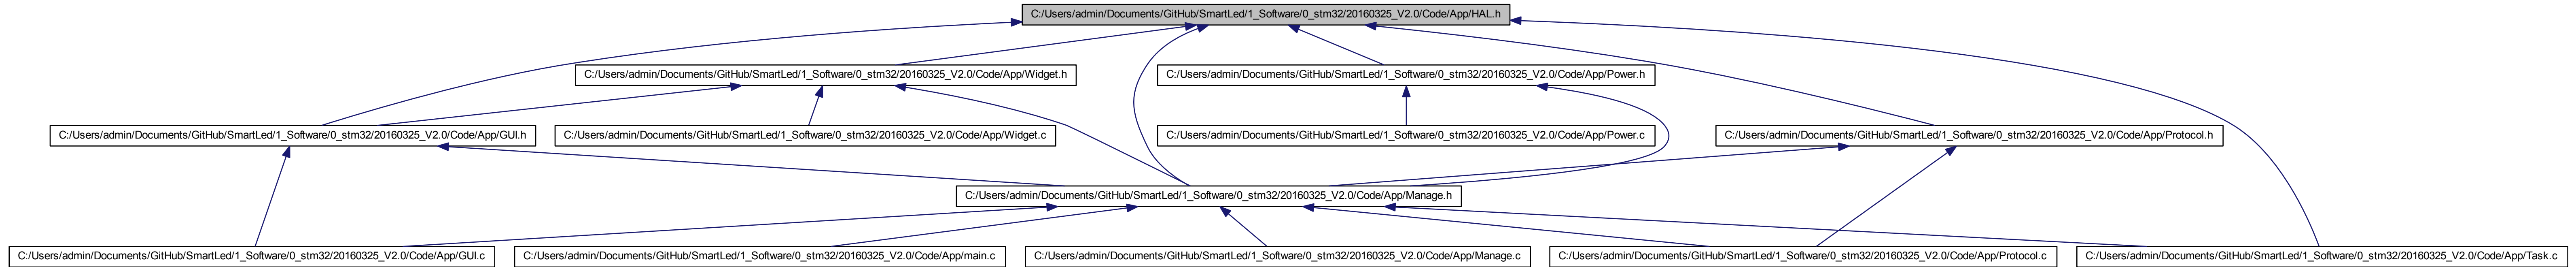 C:/Users/admin/Documents/GitHub/SmartLed/1_Software/0_stm32/20160325_V2.0/Code/App/HAL.h
C:/Users/admin/Documents/GitHub/SmartLed/1_Software/0_stm32/20160325_V2.0/Code/App/Widget.h
C:/Users/admin/Documents/GitHub/SmartLed/1_Software/0_stm32/20160325_V2.0/Code/App/Power.h
C:/Users/admin/Documents/GitHub/SmartLed/1_Software/0_stm32/20160325_V2.0/Code/App/GUI.h
C:/Users/admin/Documents/GitHub/SmartLed/1_Software/0_stm32/20160325_V2.0/Code/App/Widget.c
C:/Users/admin/Documents/GitHub/SmartLed/1_Software/0_stm32/20160325_V2.0/Code/App/Power.c
C:/Users/admin/Documents/GitHub/SmartLed/1_Software/0_stm32/20160325_V2.0/Code/App/Protocol.h
C:/Users/admin/Documents/GitHub/SmartLed/1_Software/0_stm32/20160325_V2.0/Code/App/Manage.h
C:/Users/admin/Documents/GitHub/SmartLed/1_Software/0_stm32/20160325_V2.0/Code/App/GUI.c
C:/Users/admin/Documents/GitHub/SmartLed/1_Software/0_stm32/20160325_V2.0/Code/App/main.c
C:/Users/admin/Documents/GitHub/SmartLed/1_Software/0_stm32/20160325_V2.0/Code/App/Manage.c
C:/Users/admin/Documents/GitHub/SmartLed/1_Software/0_stm32/20160325_V2.0/Code/App/Protocol.c
C:/Users/admin/Documents/GitHub/SmartLed/1_Software/0_stm32/20160325_V2.0/Code/App/Task.c